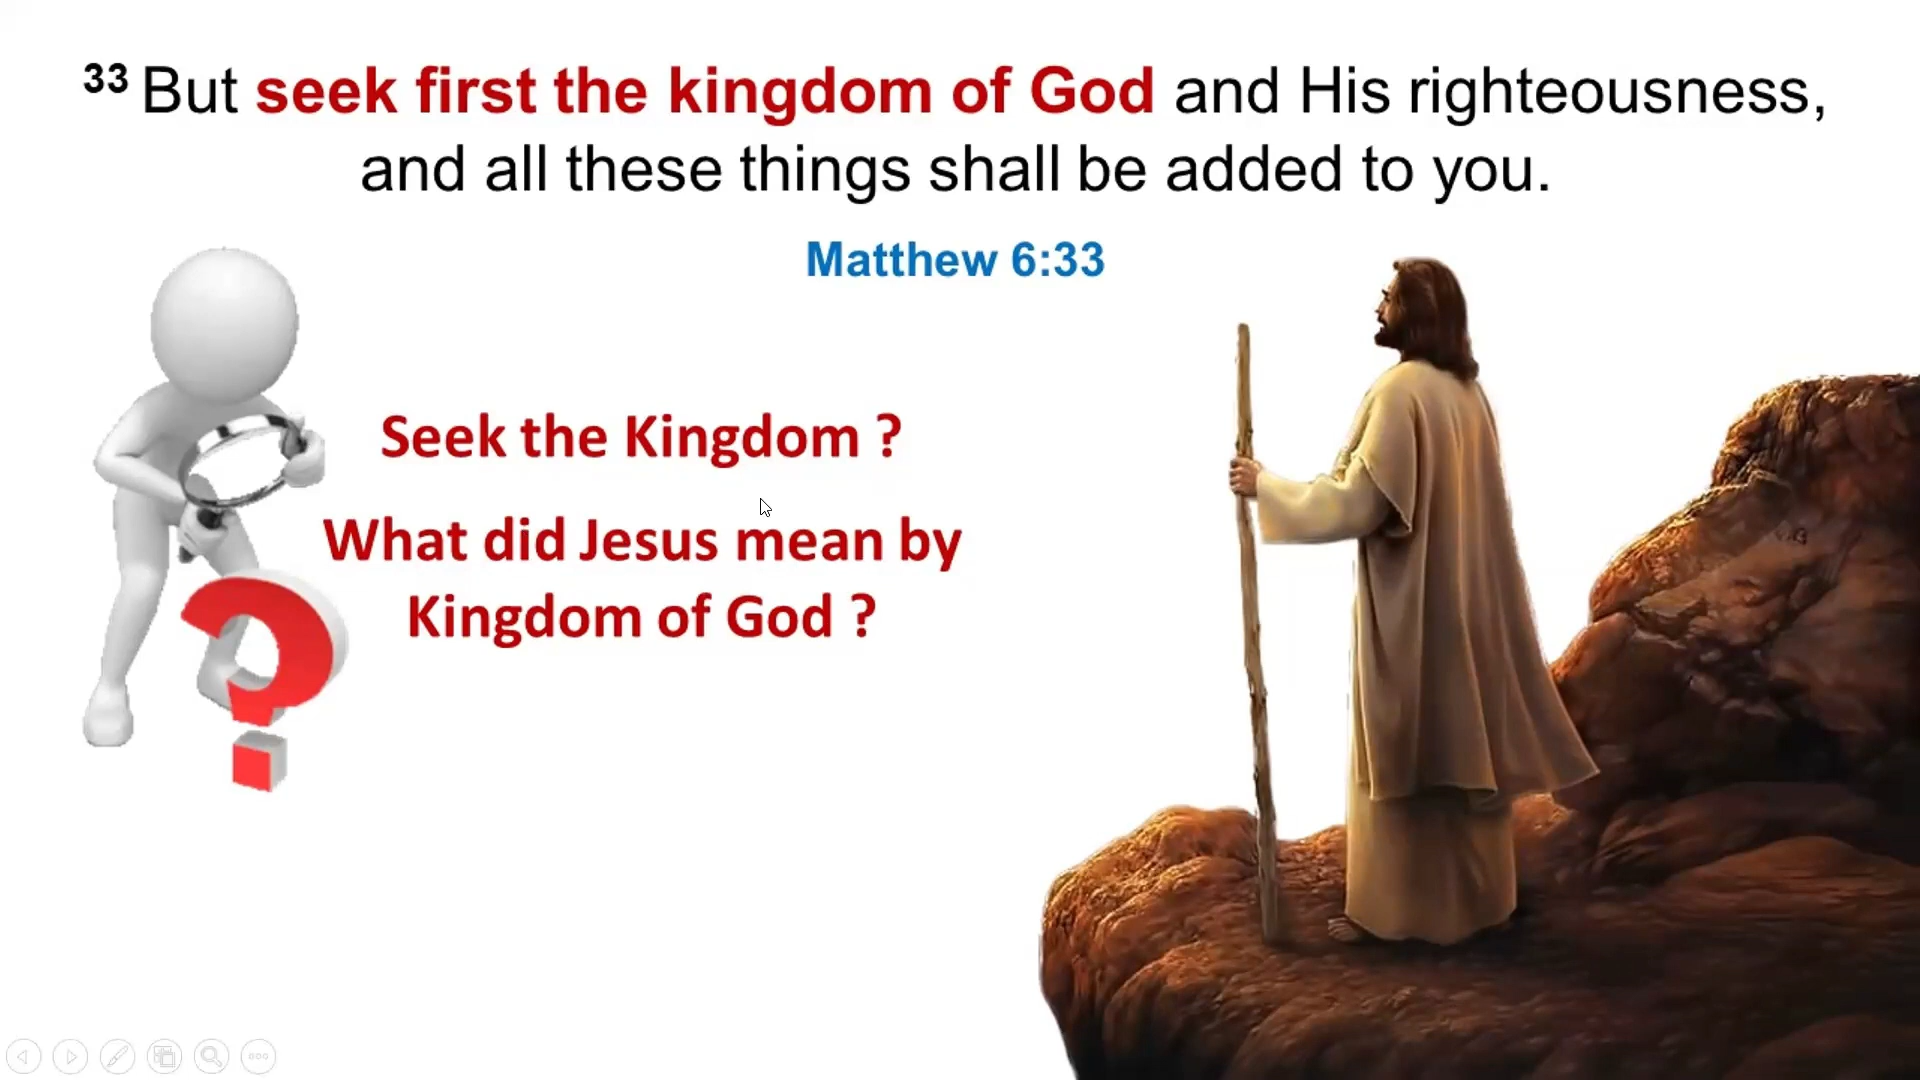 33 But seek first the kingdom of God and His righteousness,
and all these things shall be added to you.
Matthew 6:33
Seek the Kingdom ?
What did Jesus mean by
Kingdom of God ?